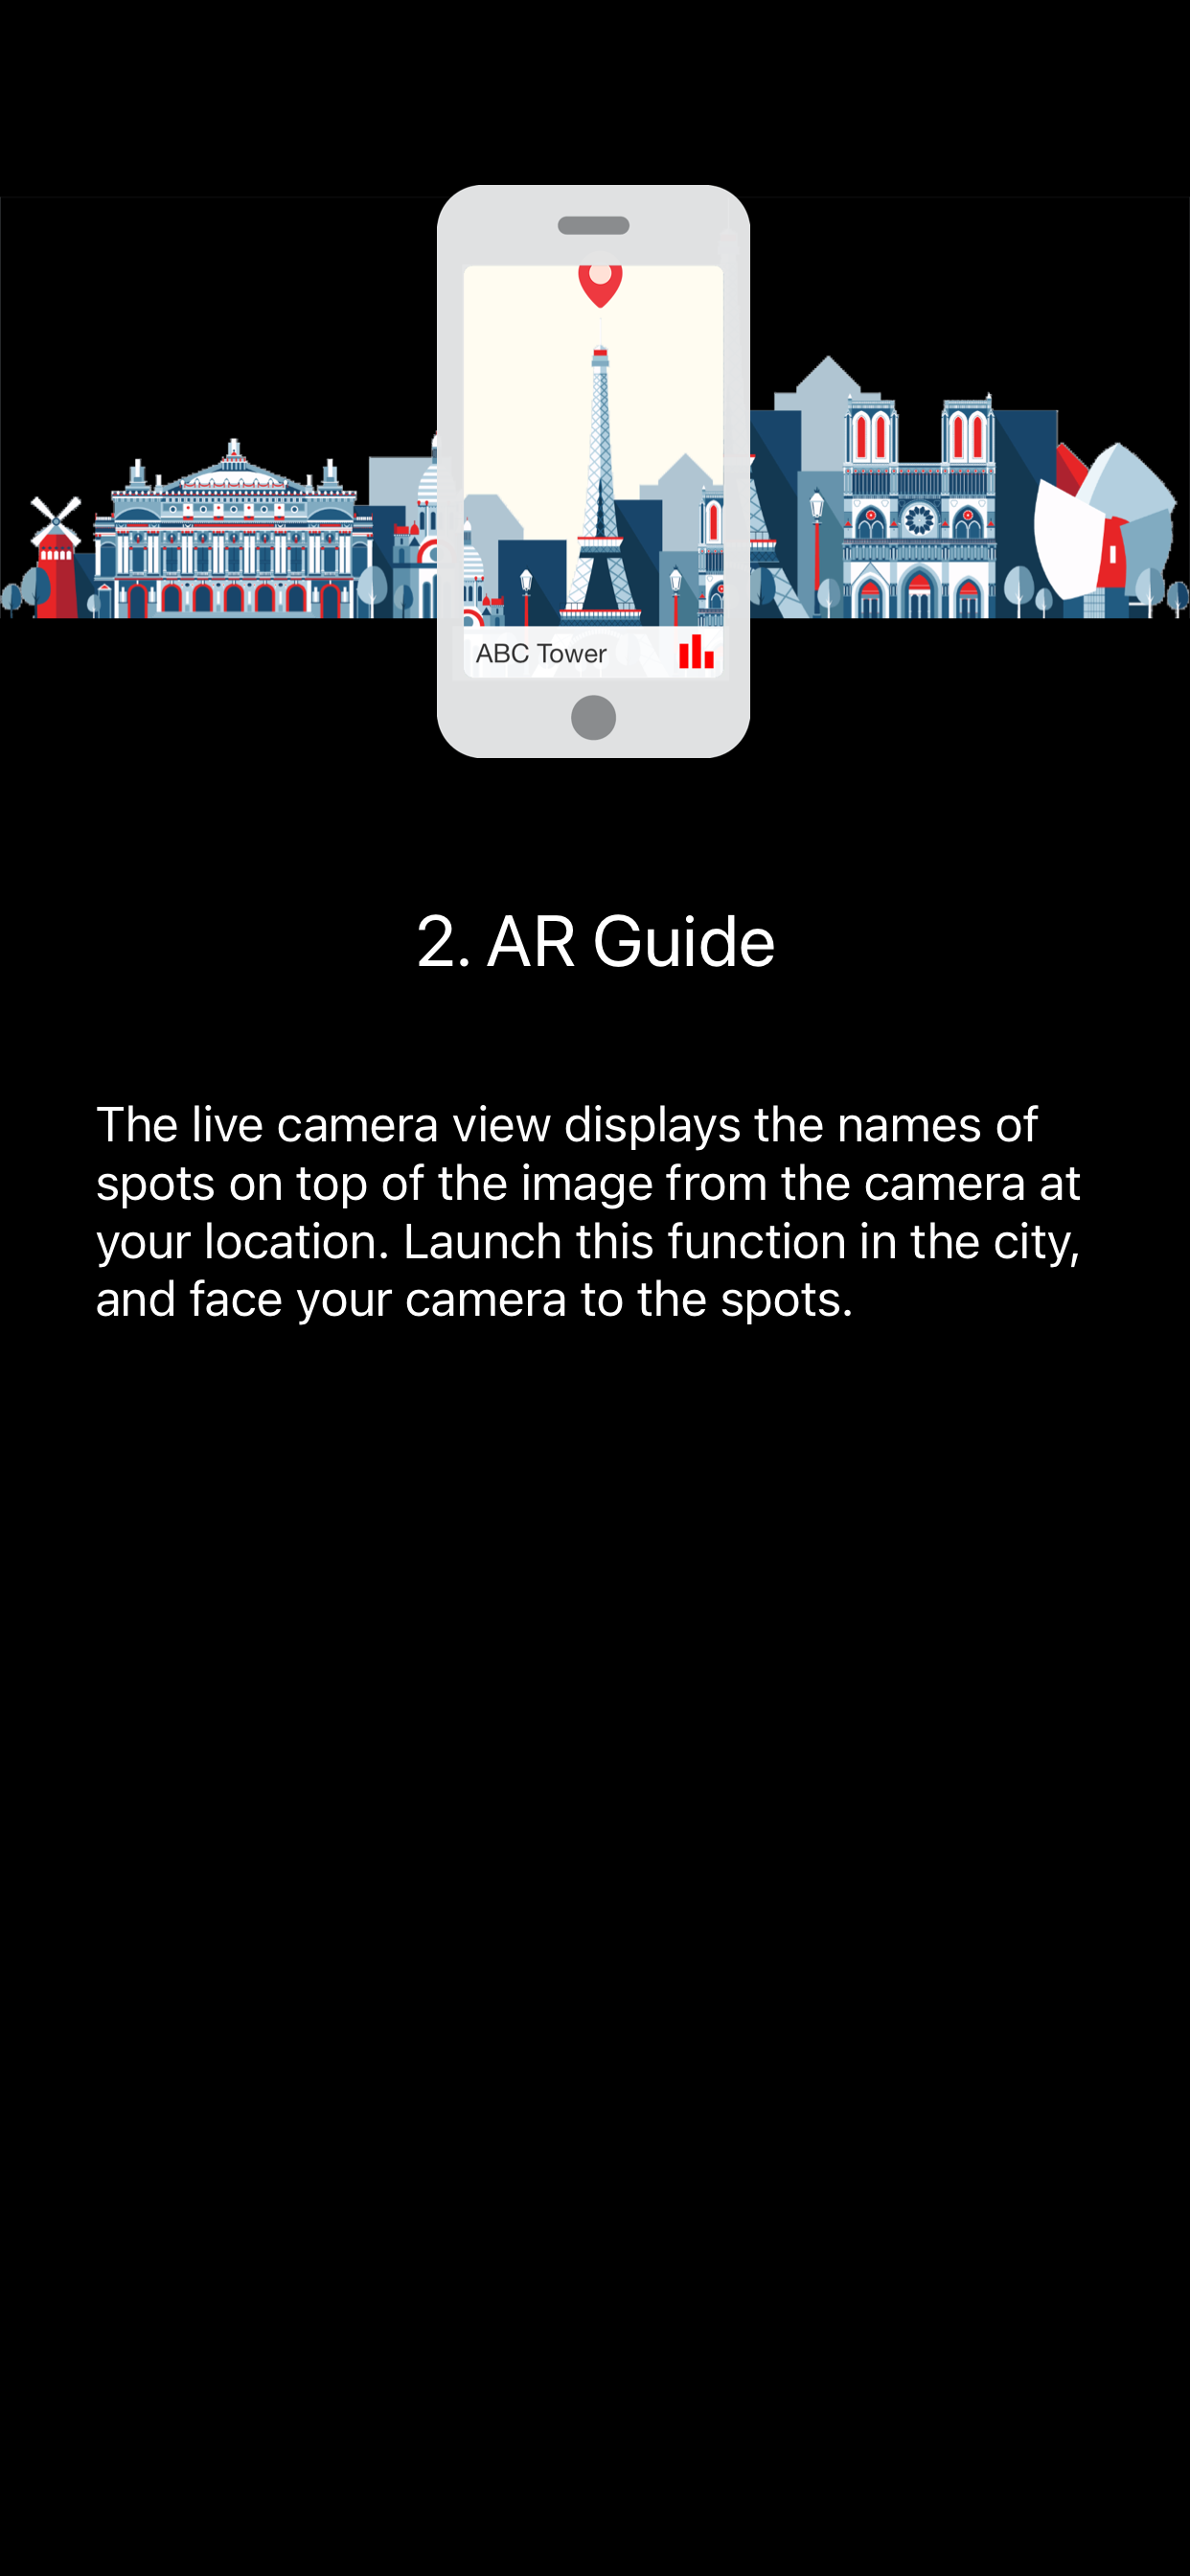 ABC Tower
2. AR Guide
The live camera view displays the names of
spots on top of the image from the camera at
your location. Launch this function in the city,
and face your camera to the spots.